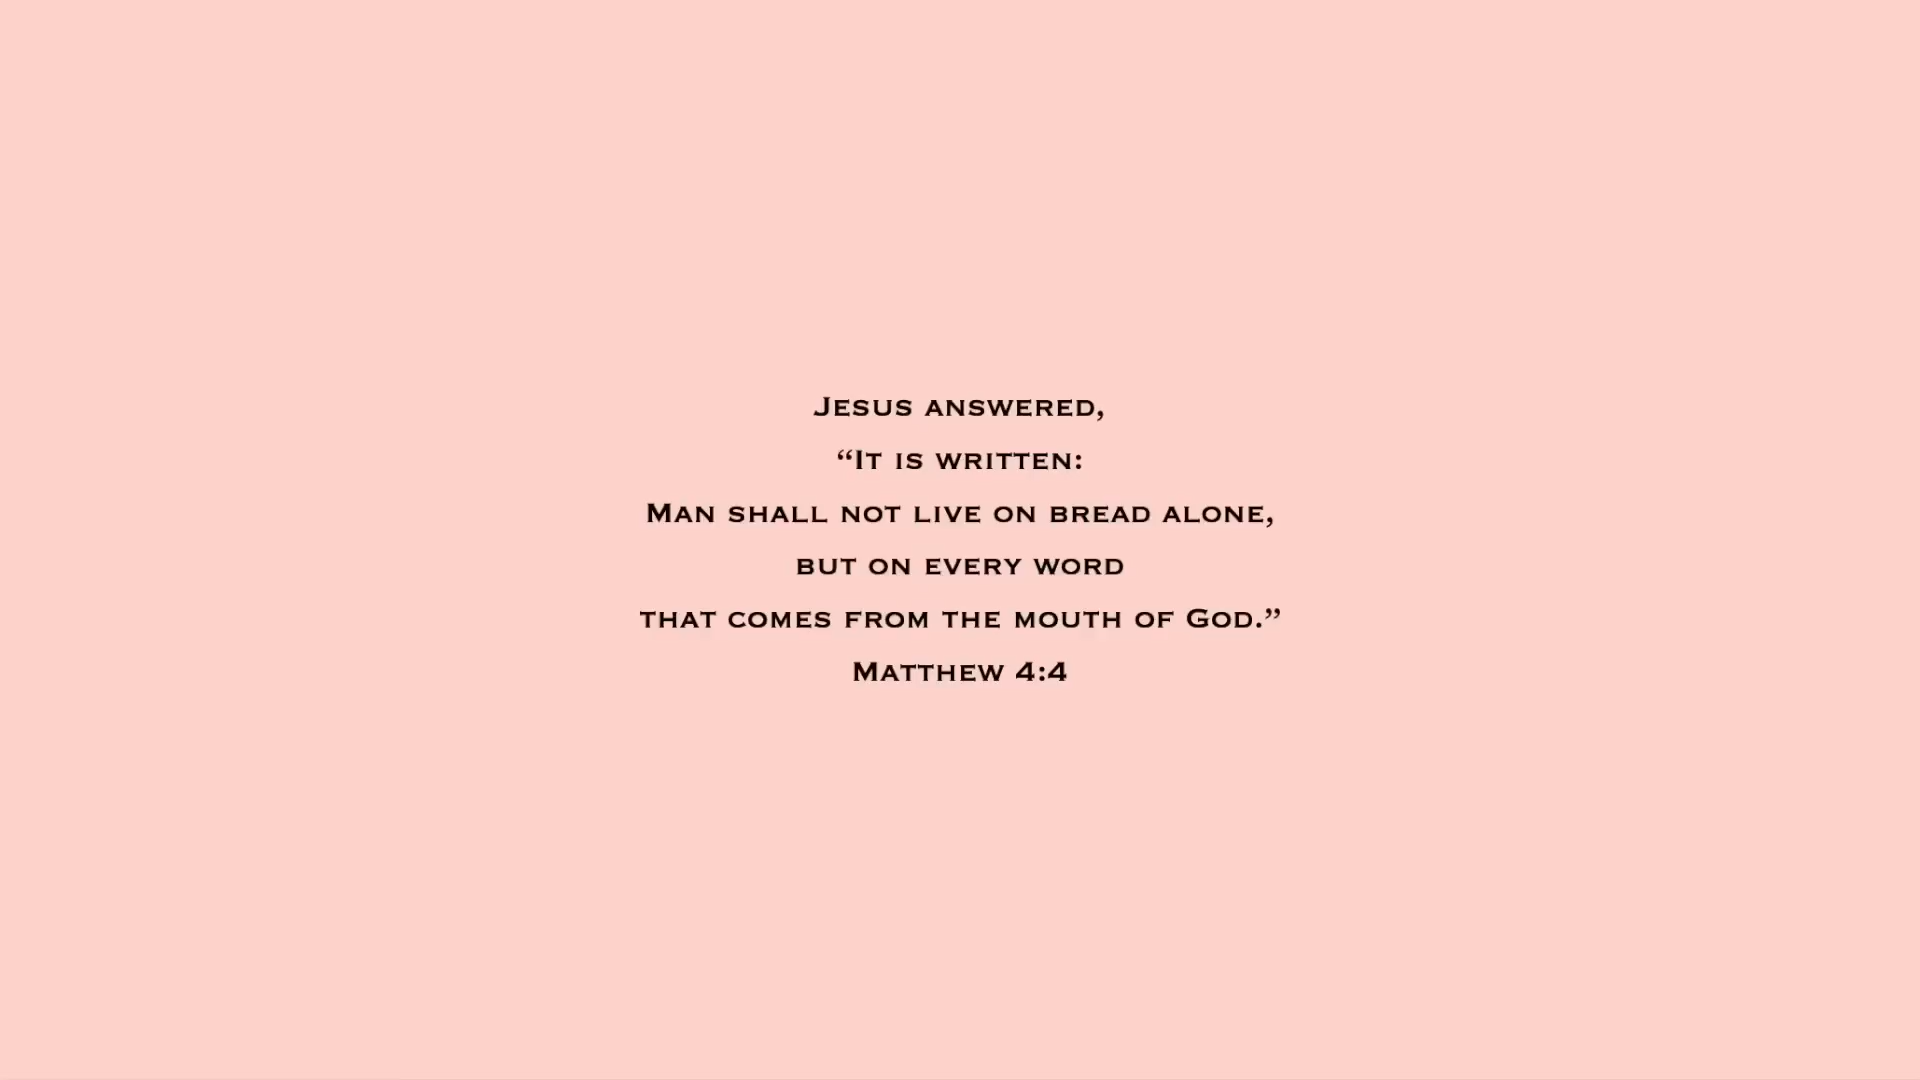 Jesus answered,
“It is written:
Man shall not live on bread alone,
but on every word
that comes from the mouth of God.”
Matthew 4:4